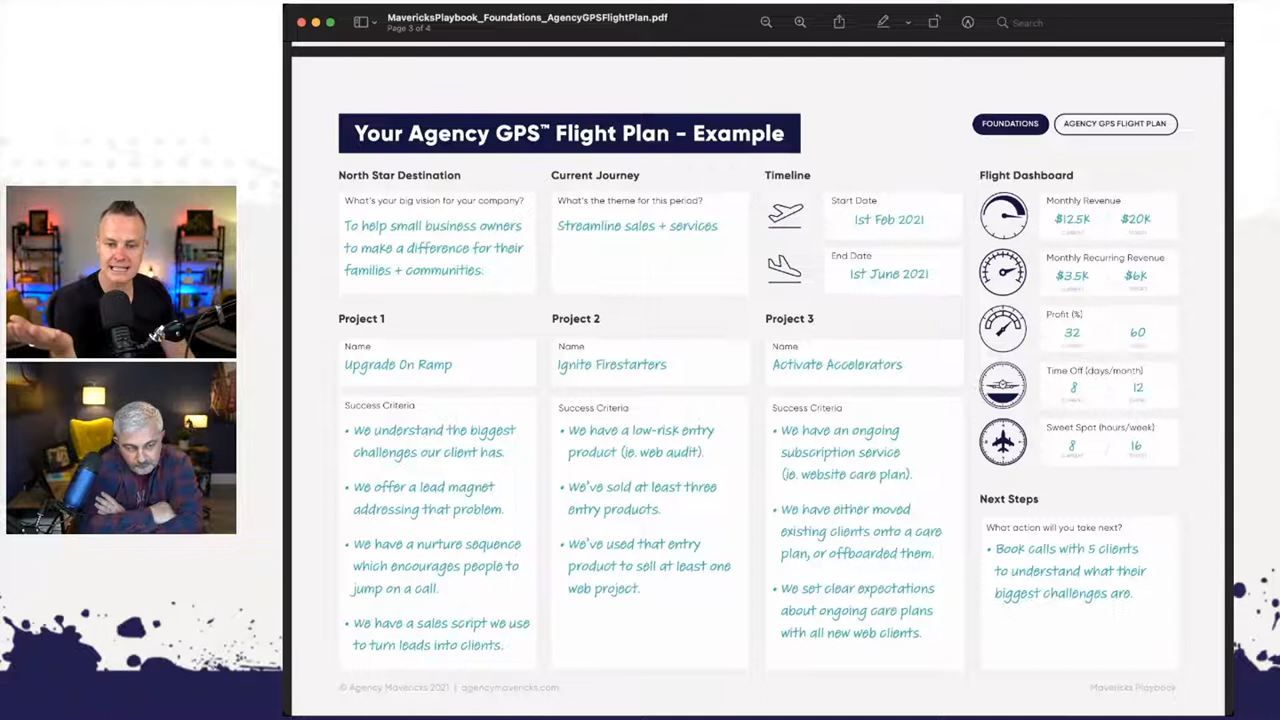 MavericksPlaybook_Foundations_AgencyGPSFlightPlan.pdf
Page 3 of 4
Search
Your Agency GPS™ Flight Plan - Example
FOUNDATIONS
AGENCY GPS FLIGHT PLAN
North Star Destination
What's your big vision for your company?
To help small business owners
to make a difference for their
families + communities.
Current Journey
What's the theme for this period?
Streamline sales + services
Timeline
Start Date
1st Feb 2021
End Date
1st June 2021
Flight Dashboard
Monthly Revenue
$12.5K / $20K
CURRENT TARGET
Monthly Recurring Revenue
$3.5K / $6K
CURRENT TARGET
Profit (%)
32 / 60
CURRENT TARGET
Time Off (days/month)
8 / 12
CURRENT TARGET
Sweet Spot (hours/week)
8 / 16
CURRENT TARGET
Project 1
Name
Upgrade On Ramp
Success Criteria
• We understand the biggest
challenges our client has.
• We offer a lead magnet
addressing that problem.
• We have a nurture sequence
which encourages people to
jump on a call.
• We have a sales script we use
to turn leads into clients.
Project 2
Name
Ignite Firestarters
Success Criteria
• We have a low-risk entry
product (ie. web audit).
• We've sold at least three
entry products.
• We've used that entry
product to sell at least one
web project.
Project 3
Name
Activate Accelerators
Success Criteria
• We have an ongoing
subscription service
(ie. website care plan).
• We have either moved
existing clients onto a care
plan, or offboarded them.
• We set clear expectations
about ongoing care plans
with all new web clients.
Next Steps
What action will you take next?
• Book calls with 5 clients
to understand what their
biggest challenges are.
© Agency Mavericks 2021 | agencymavericks.com
Mavericks Playbook